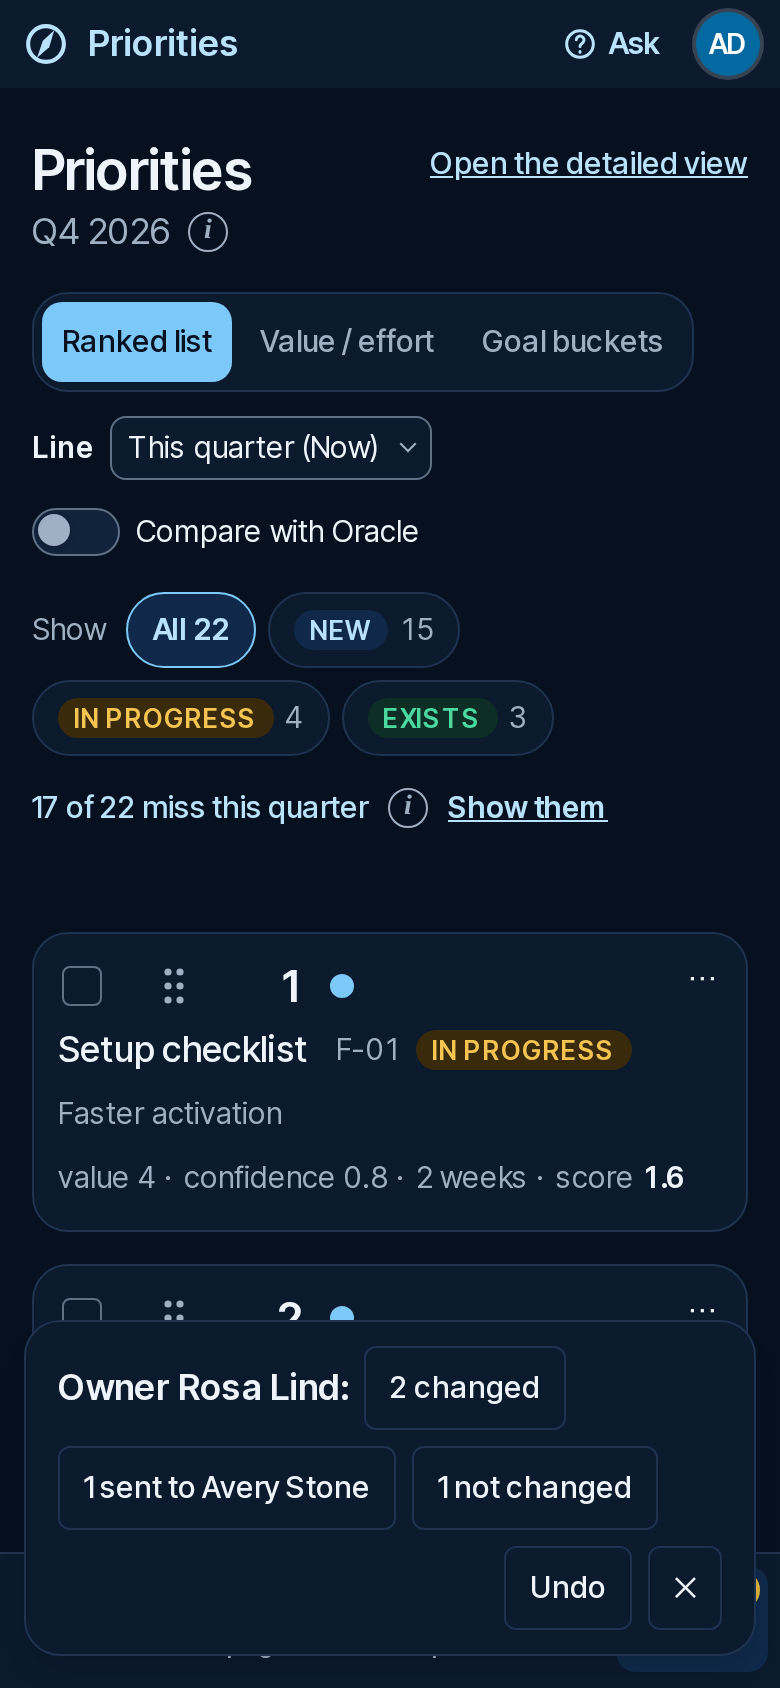 Priorities
Ask
AD
Priorities
Open the detailed view
Q4 2026 i
Ranked list
Value / effort
Goal buckets
Line
This quarter (Now)
Compare with Oracle
Show
All 22
NEW 15
IN PROGRESS 4
EXISTS 3
17 of 22 miss this quarter i Show them
1
...
Setup checklist F-01 IN PROGRESS
Faster activation
value 4 · confidence 0.8 · 2 weeks · score 1.6
2
...
Owner Rosa Lind: 2 changed
1 sent to Avery Stone
1 not changed
Undo